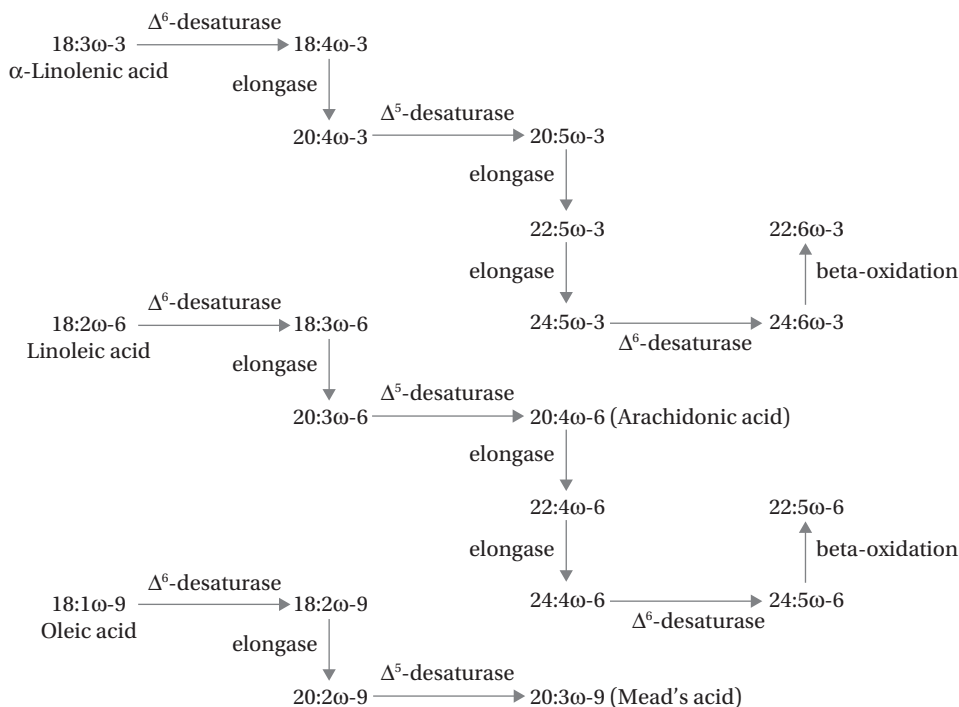 Δ⁶-desaturase
18:3ω-3 18:4ω-3
α-Linolenic acid
elongase
Δ⁵-desaturase
20:4ω-3 20:5ω-3
elongase
22:5ω-3 22:6ω-3
elongase beta-oxidation
Δ⁶-desaturase
18:2ω-6 18:3ω-6 24:5ω-3 24:6ω-3
Linoleic acid Δ⁶-desaturase
elongase
Δ⁵-desaturase
20:3ω-6 20:4ω-6 (Arachidonic acid)
elongase
22:4ω-6 22:5ω-6
elongase beta-oxidation
Δ⁶-desaturase
18:1ω-9 18:2ω-9 24:4ω-6 24:5ω-6
Oleic acid Δ⁶-desaturase
elongase
Δ⁵-desaturase
20:2ω-9 20:3ω-9 (Mead's acid)